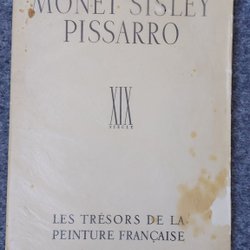 MONET SISLEY
PISSARRO
XIX
SIÈCLE
LES TRÉSORS DE LA
PEINTURE FRANÇAISE